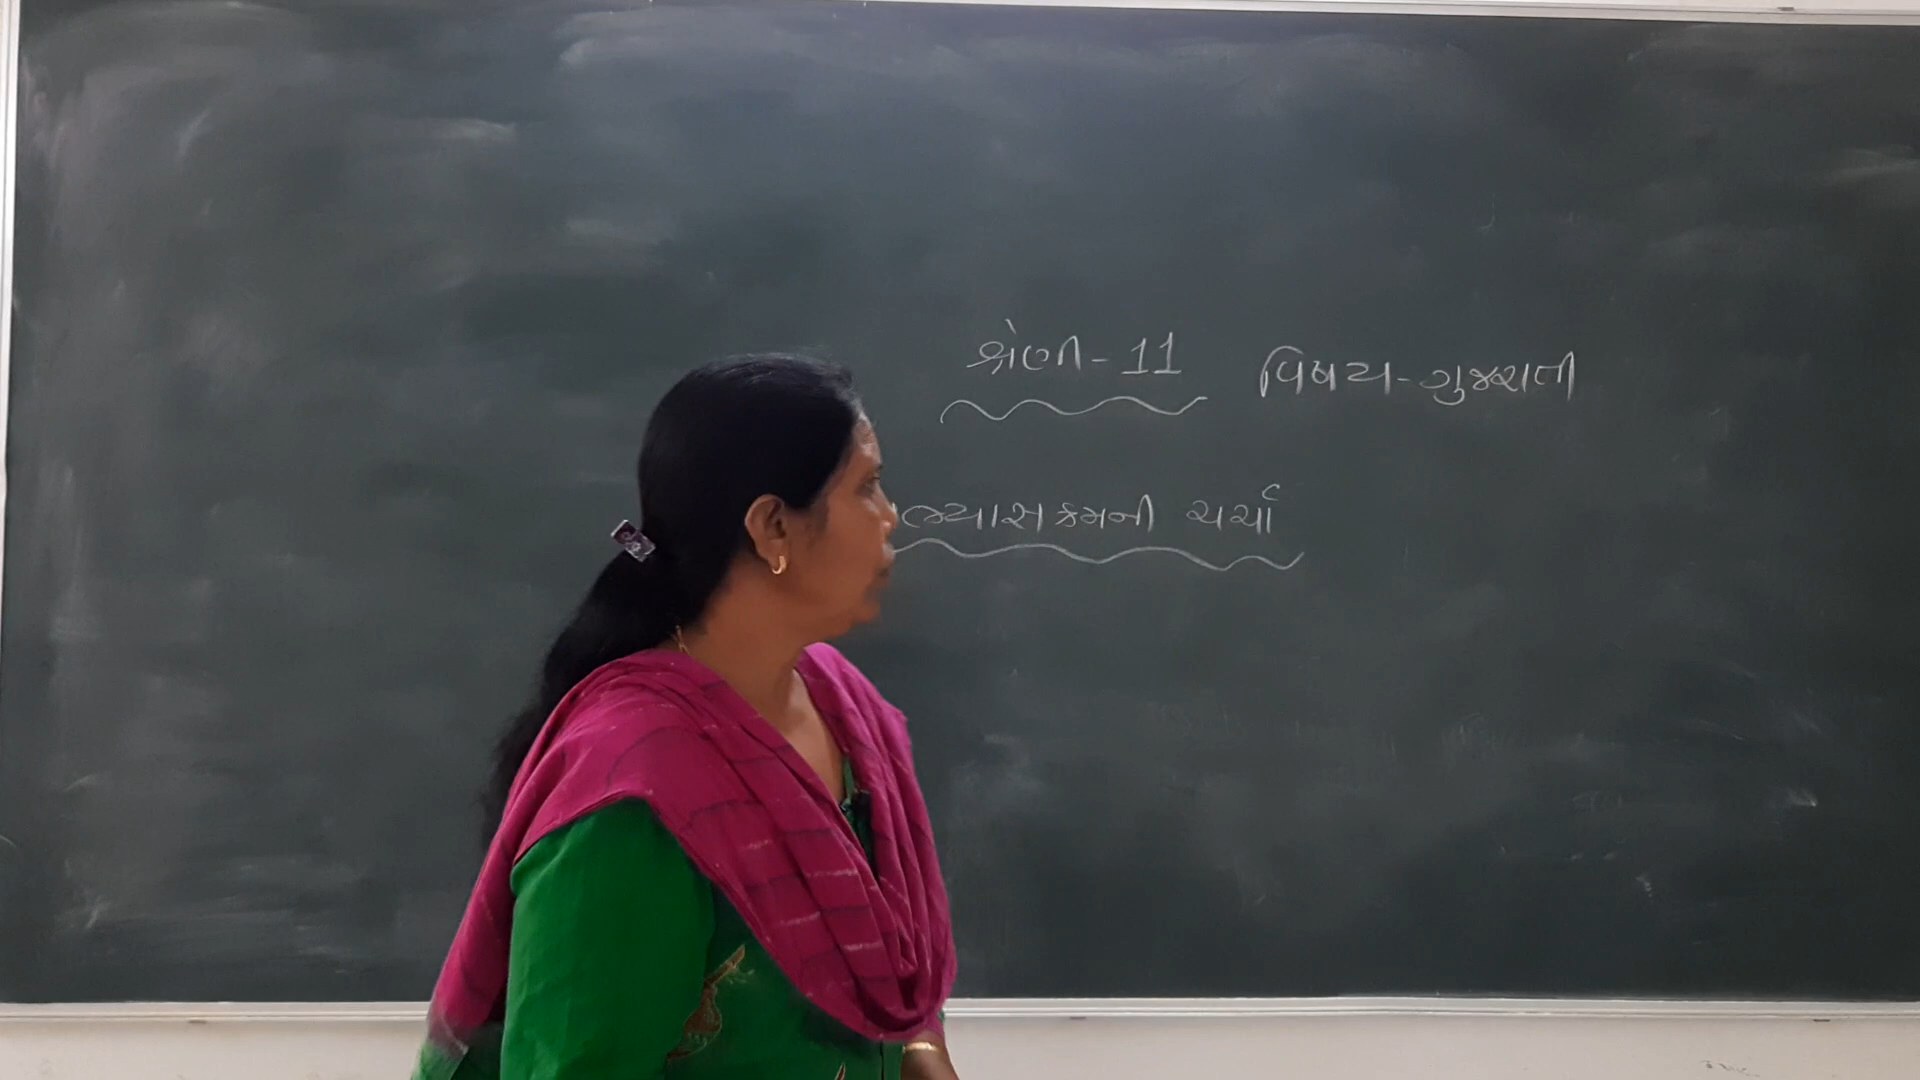 શ્રેણી - 11 વિષય - ગુજરાતી
ભ્યાસક્રમની ચર્ચા